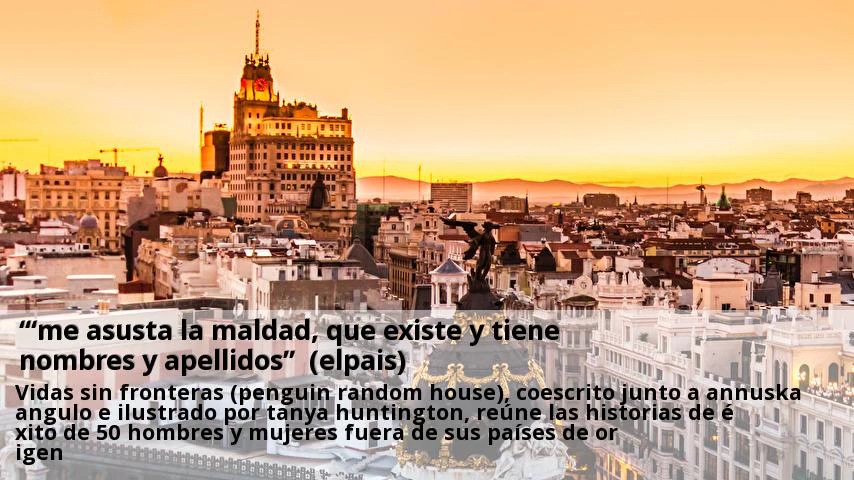 “‘me asusta la maldad, que existe y tiene
nombres y apellidos” (elpais)
Vidas sin fronteras (penguin random house), coescrito junto a annuska
angulo e ilustrado por tanya huntington, reúne las historias de é
xito de 50 hombres y mujeres fuera de sus países de or
igen